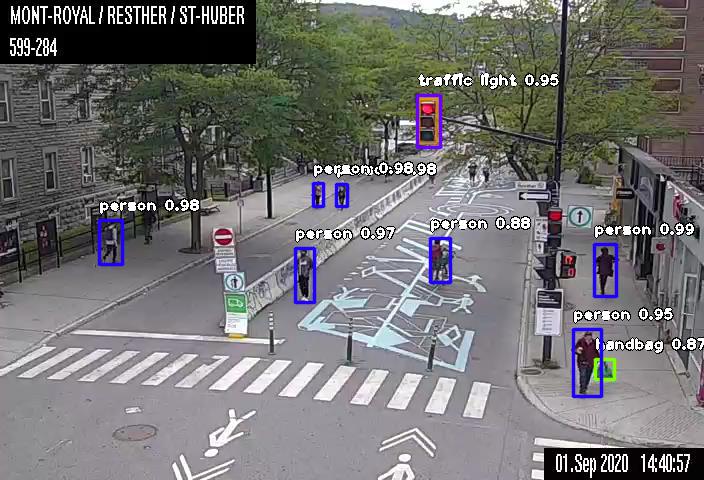 MONT-ROYAL / RESTHER / ST-HUBER
599-284
traffic light 0.95
person 0.98
.98
person 0.98
person 0.88
person 0.97
person 0.99
person 0.95
handbag 0.87
01.Sep 2020 14:40:57